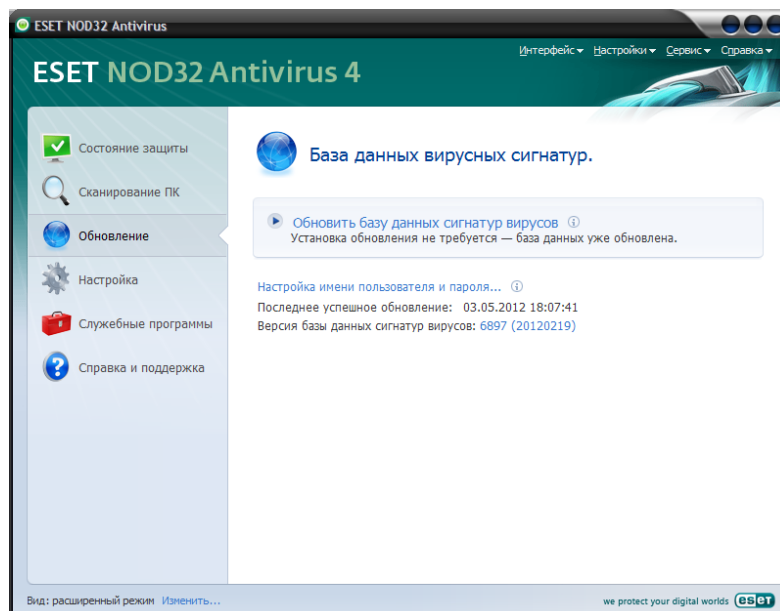 ESET NOD32 Antivirus
Интерфейс Настройки Сервис Справка
ESET NOD32 Antivirus 4
Состояние защиты
Сканирование ПК
Обновление
Настройка
Служебные программы
Справка и поддержка
База данных вирусных сигнатур.
Обновить базу данных сигнатур вирусов
Установка обновления не требуется — база данных уже обновлена.
Настройка имени пользователя и пароля...
Последнее успешное обновление: 03.05.2012 18:07:41
Версия базы данных сигнатур вирусов: 6897 (20120219)
Вид: расширенный режим Изменить...
we protect your digital worlds eseT